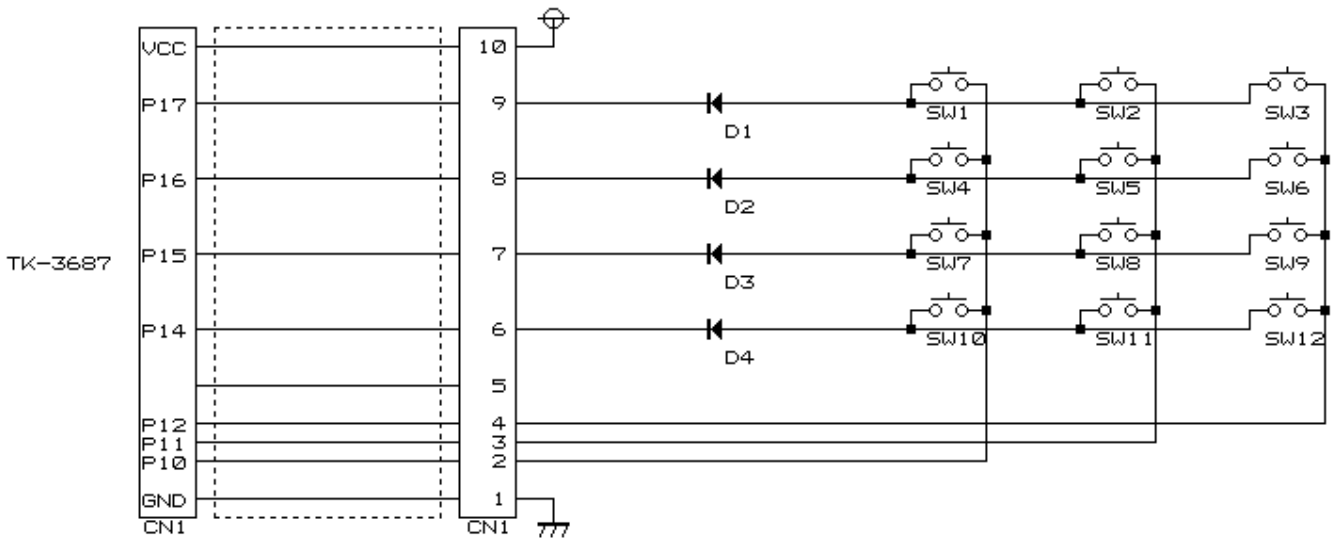 VCC 10
P17 9 D1 SW1 SW2 SW3
P16 8 D2 SW4 SW5 SW6
TK-3687 P15 7 D3 SW7 SW8 SW9
P14 6 D4 SW10 SW11 SW12
5
P12 4
P11 3
P10 2
GND 1
CN1 CN1